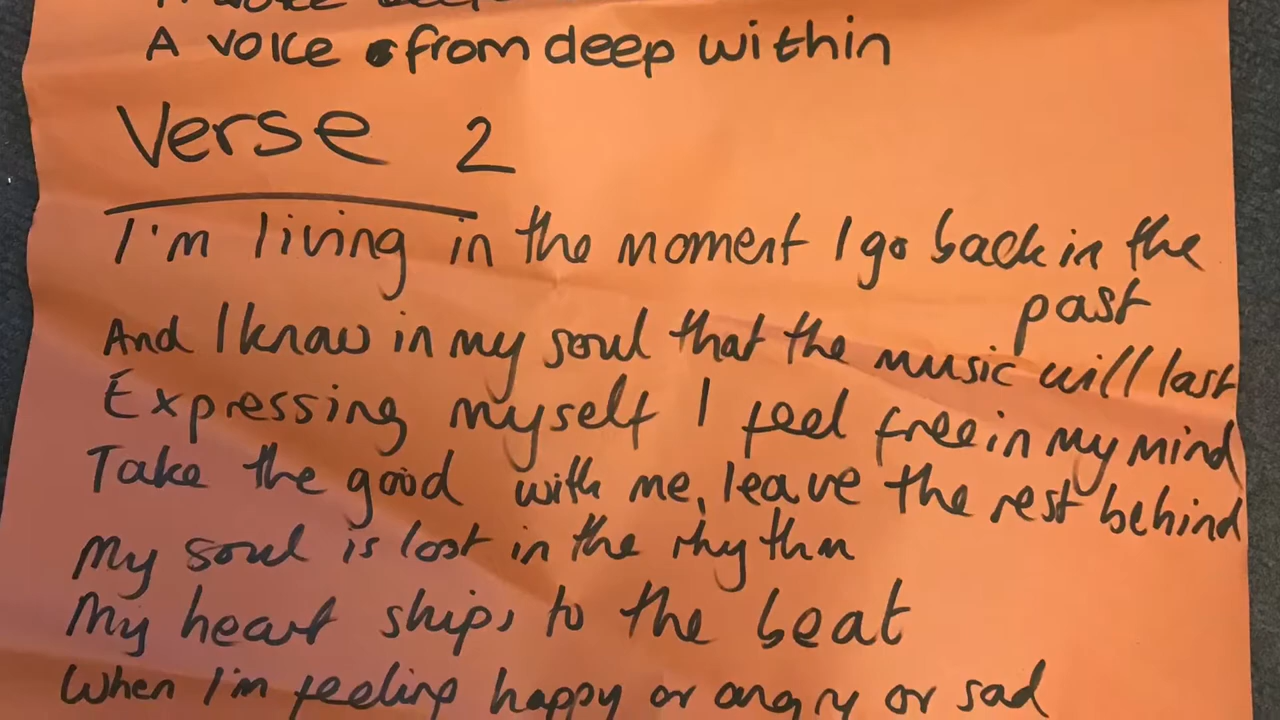 A voice from deep within
Verse 2
I'm living in the moment I go back in the
past
And I know in my soul that the music will last
Expressing myself I feel free in my mind
Take the good with me, leave the rest behind
My soul is lost in the rhythm
My heart skips to the beat
When I'm feeling happy or angry or sad